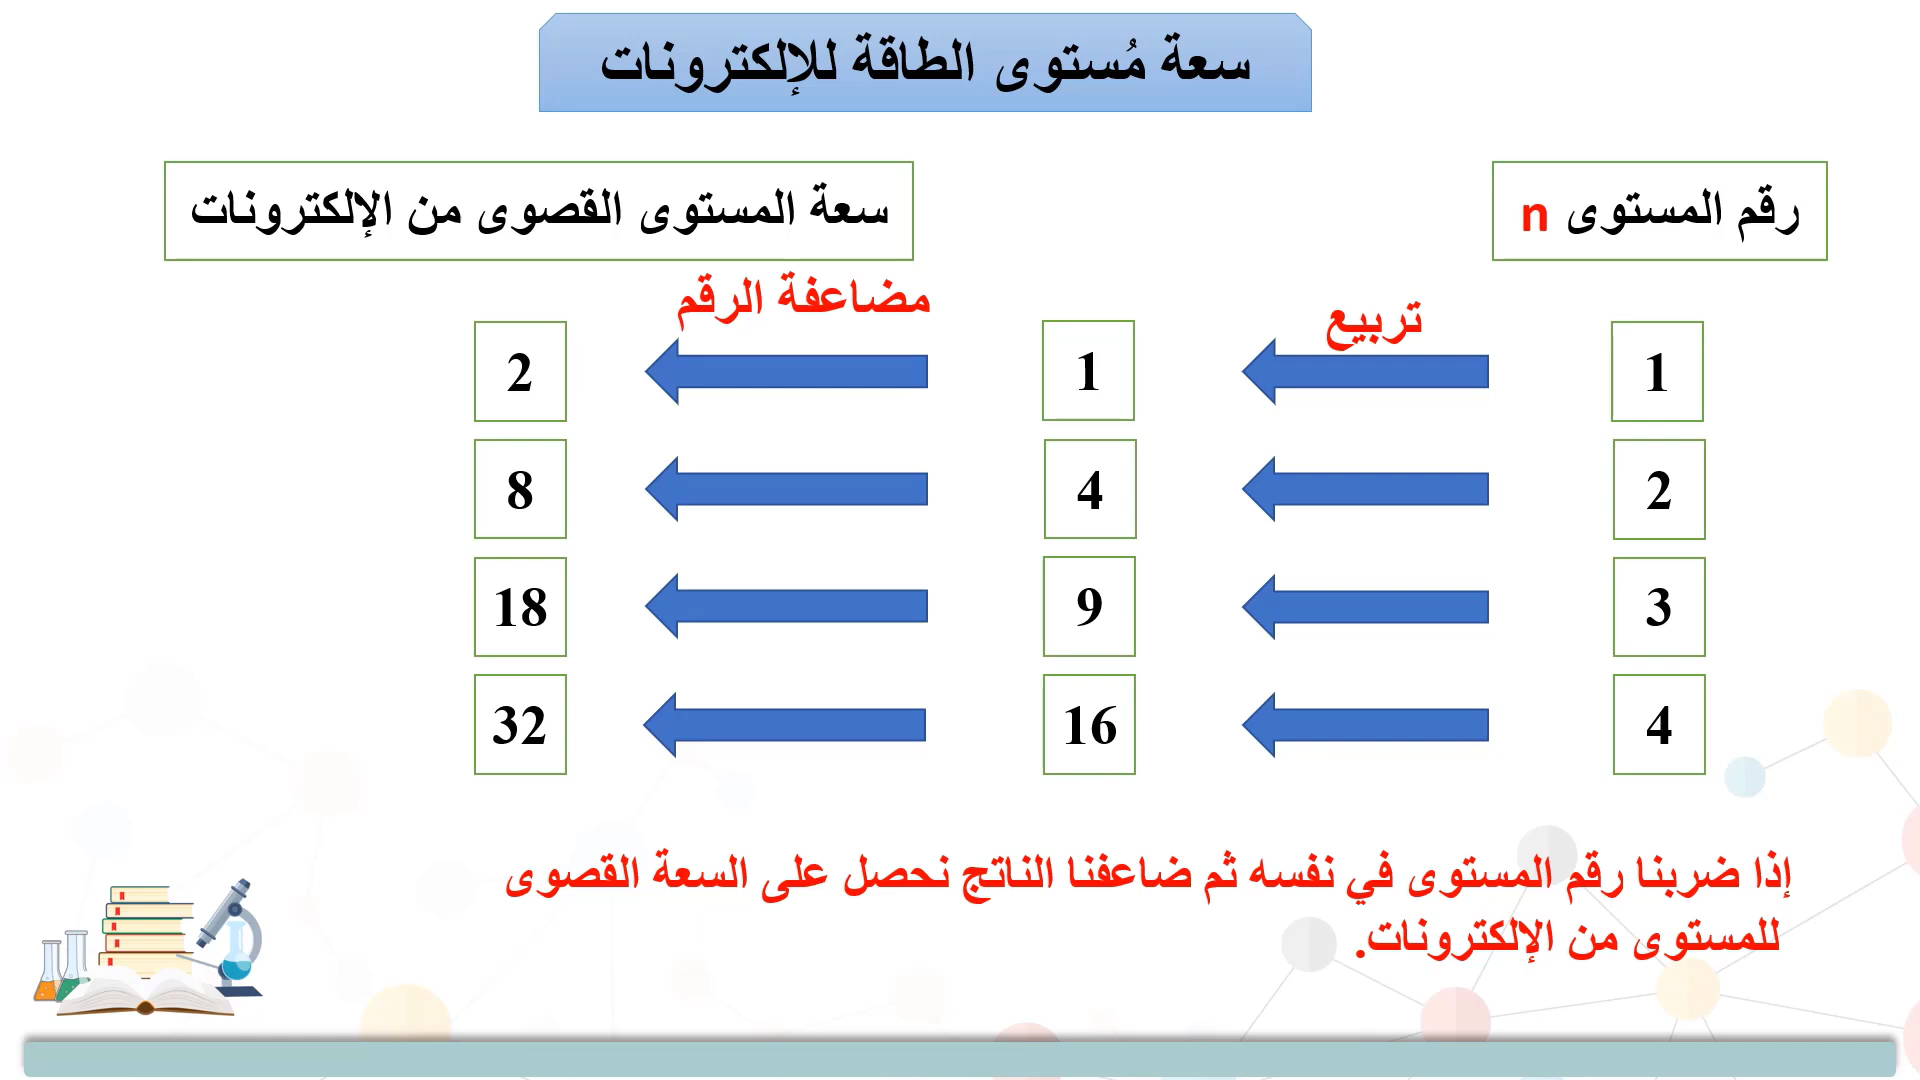 سعة مُستوى الطاقة للإلكترونات
رقم المستوى n
سعة المستوى القصوى من الإلكترونات
تربيع
مضاعفة الرقم
1 1 2
2 4 8
3 9 18
4 16 32
إذا ضربنا رقم المستوى في نفسه ثم ضاعفنا الناتج نحصل على السعة القصوى
للمستوى من الإلكترونات.